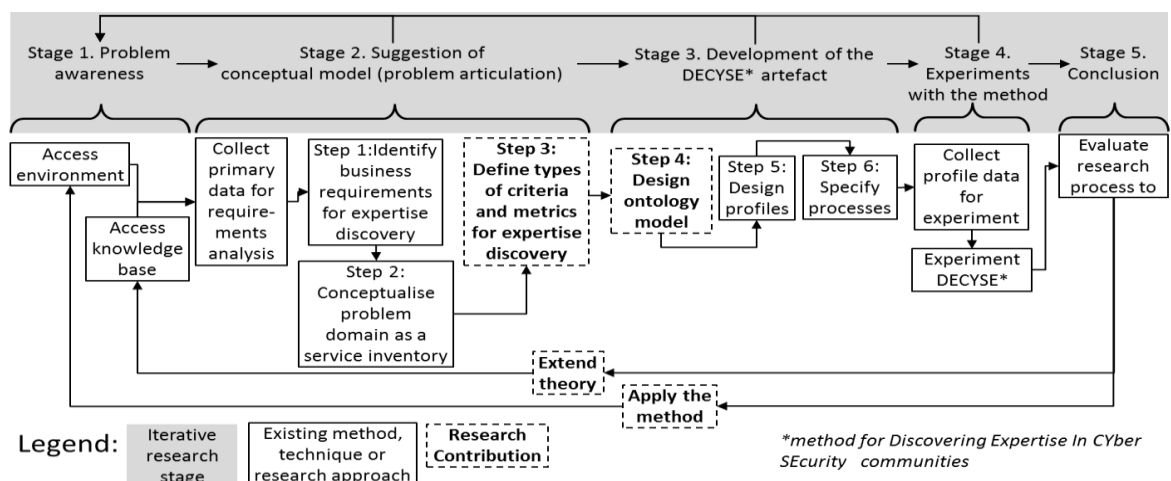 Stage 1. Problem
awareness
Stage 2. Suggestion of
conceptual model (problem articulation)
Stage 3. Development of the
DECYSE* artefact
Stage 4.
Experiments
with the method
Stage 5.
Conclusion
Access
environment
Access
knowledge
base
Collect
primary
data for
require-
ments
analysis
Step 1:Identify
business
requirements
for expertise
discovery
Step 2:
Conceptualise
problem
domain as a
service inventory
Step 3:
Define types
of criteria
and metrics
for expertise
discovery
Step 4:
Design
ontology
model
Step 5:
Design
profiles
Step 6:
Specify
processes
Collect
profile data
for
experiment
Experiment
DECYSE*
Evaluate
research
process to
Extend
theory
Apply the
method
Legend:
Iterative
research
stage
Existing method,
technique or
research approach
Research
Contribution
*method for Discovering Expertise In CYber
SEcurity communities